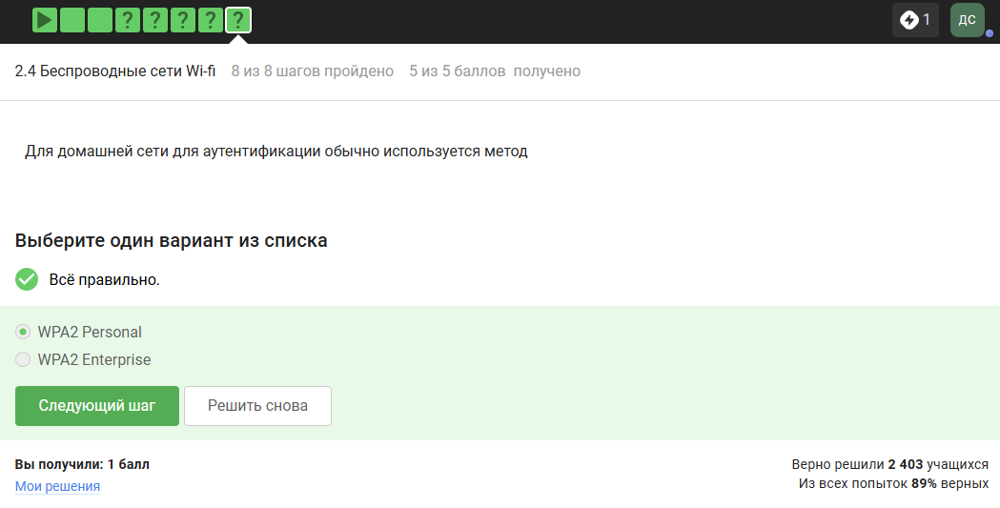 ? ? ? ? ?
1
ДС
2.4 Беспроводные сети Wi-fi 8 из 8 шагов пройдено 5 из 5 баллов получено
Для домашней сети для аутентификации обычно используется метод
Выберите один вариант из списка
Всё правильно.
WPA2 Personal
WPA2 Enterprise
Следующий шаг Решить снова
Вы получили: 1 балл
Мои решения
Верно решили 2 403 учащихся
Из всех попыток 89% верных